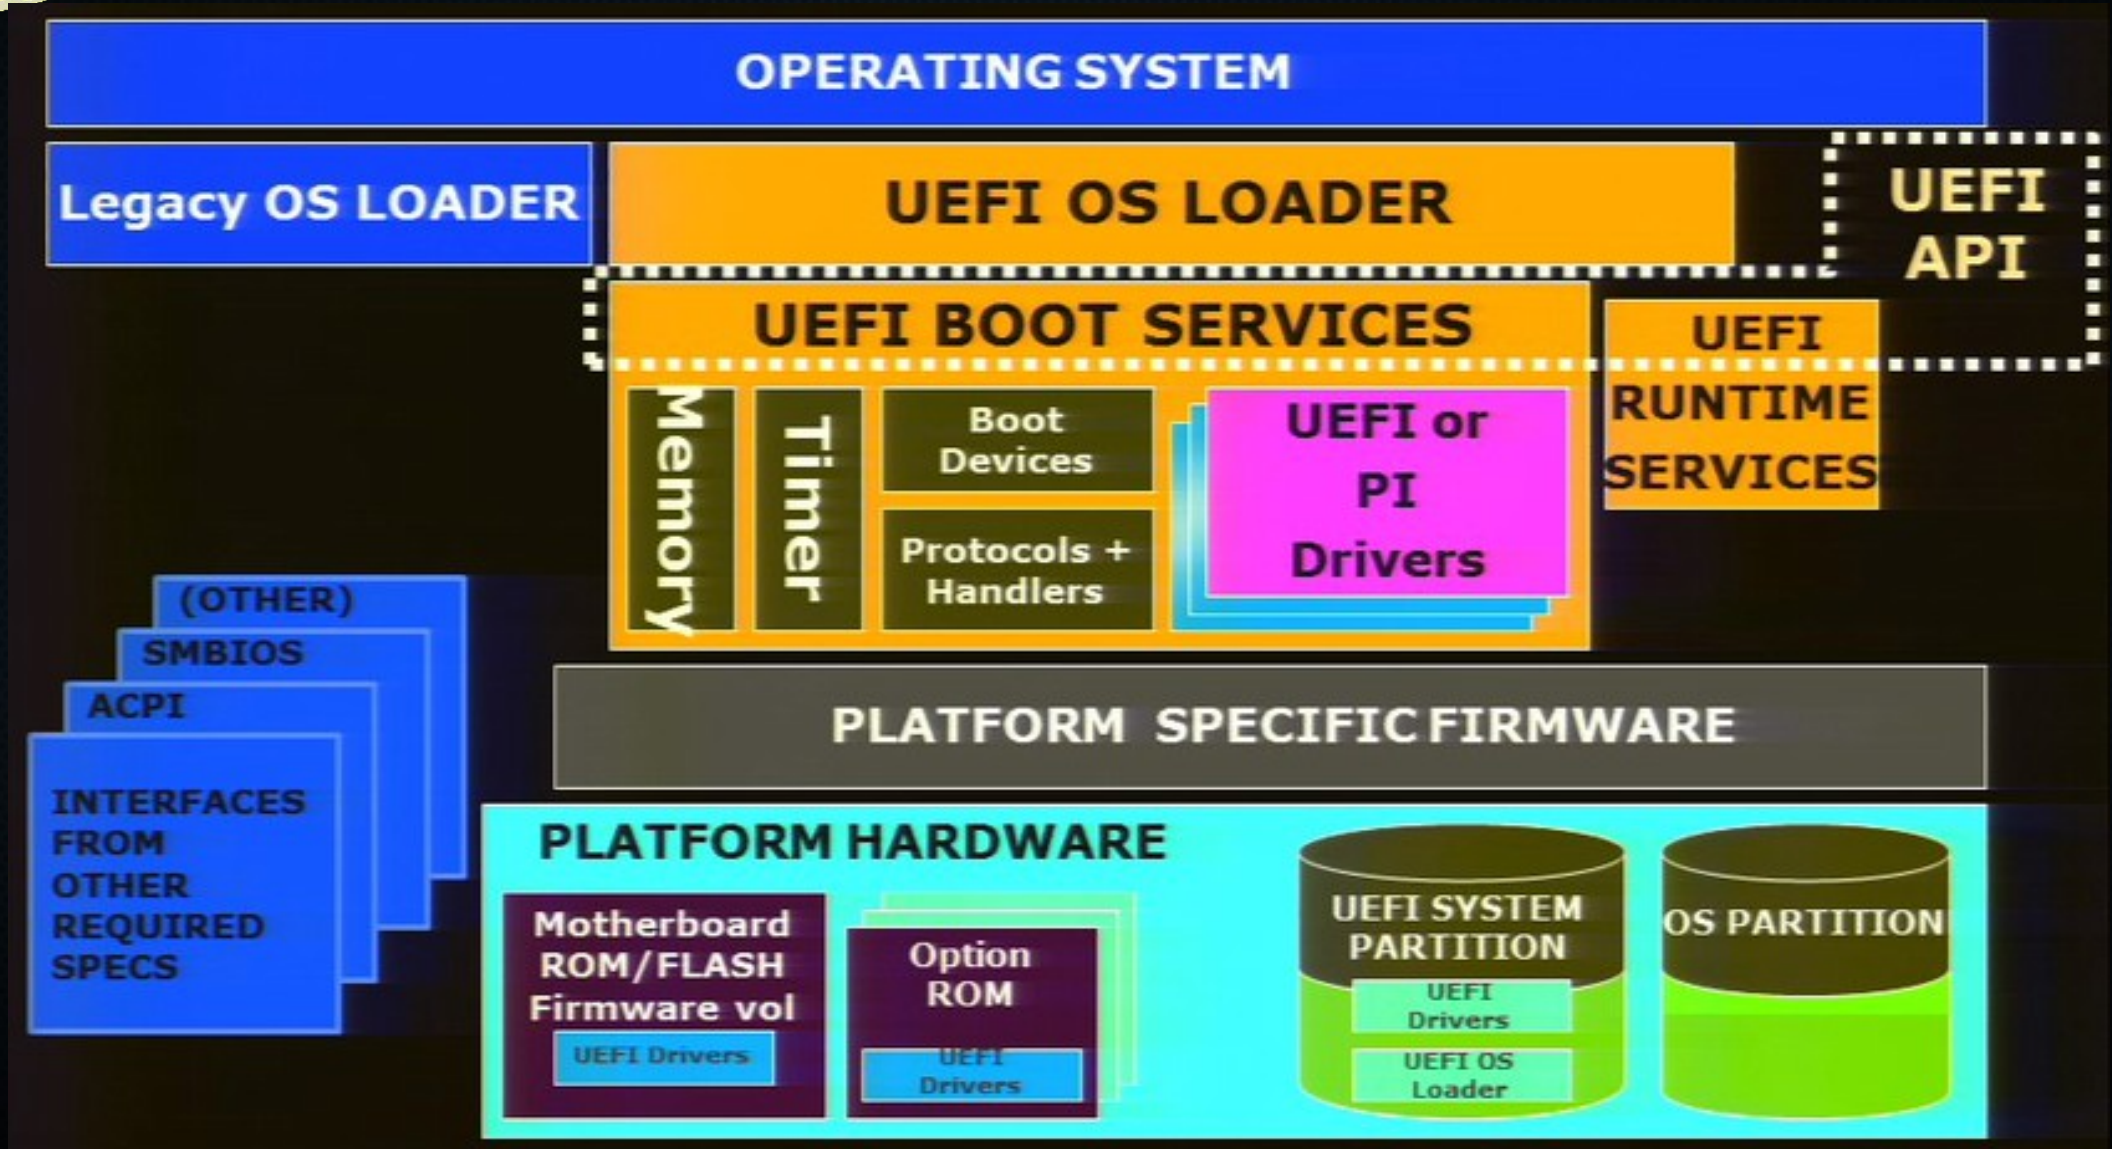 OPERATING SYSTEM
Legacy OS LOADER
UEFI OS LOADER
UEFI
API
UEFI BOOT SERVICES
UEFI
RUNTIME
SERVICES
Memory
Timer
Boot
Devices
Protocols +
Handlers
UEFI or
PI
Drivers
(OTHER)
SMBIOS
ACPI
INTERFACES
FROM
OTHER
REQUIRED
SPECS
PLATFORM SPECIFIC FIRMWARE
PLATFORM HARDWARE
Motherboard
ROM/FLASH
Firmware vol
UEFI Drivers
Option
ROM
UEFI
Drivers
UEFI SYSTEM
PARTITION
UEFI
Drivers
UEFI OS
Loader
OS PARTITION